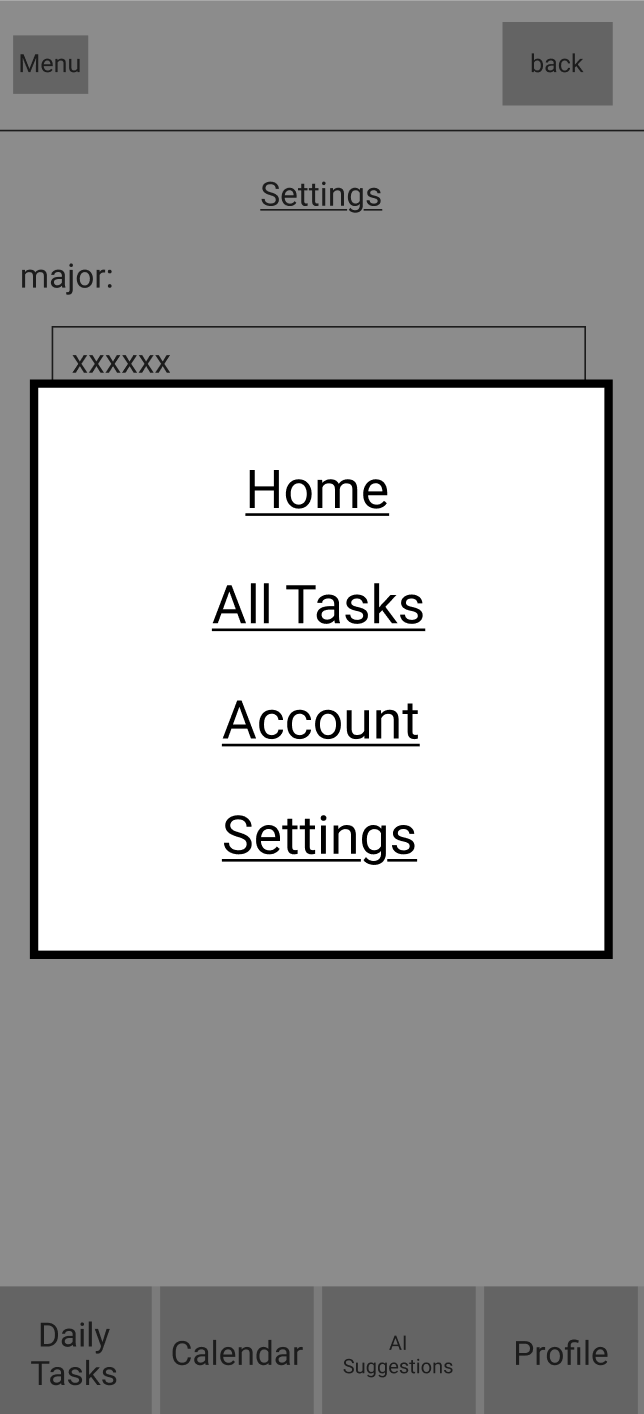 Menu
back
Settings
major:
xxxxxx
Home
All Tasks
Account
Settings
Daily
Tasks
Calendar
AI
Suggestions
Profile